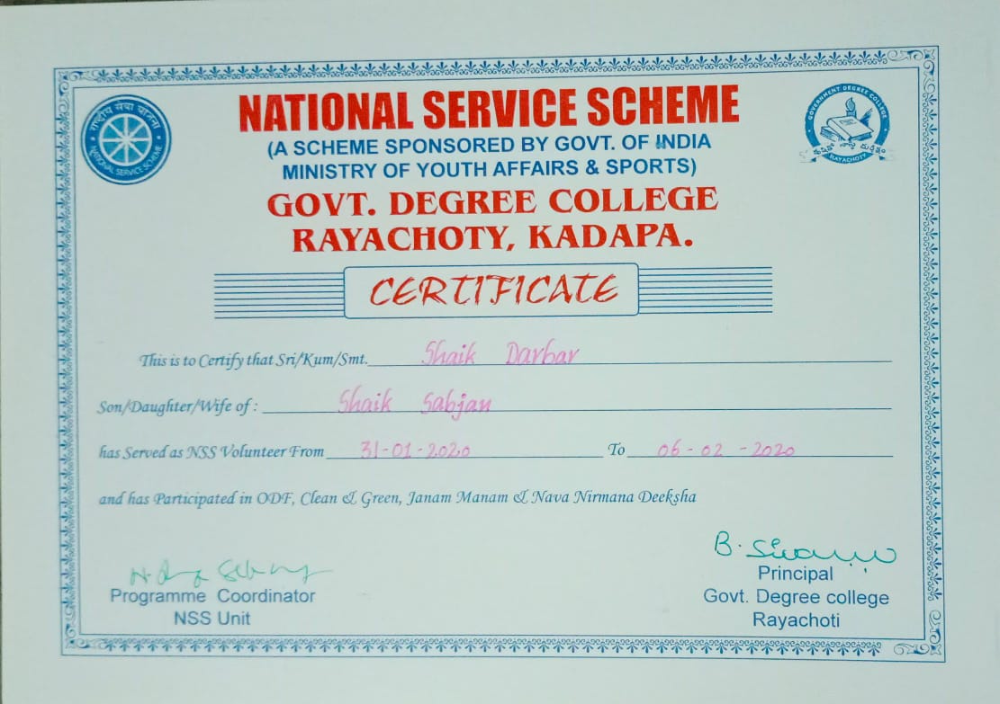 NATIONAL SERVICE SCHEME
(A SCHEME SPONSORED BY GOVT. OF INDIA
MINISTRY OF YOUTH AFFAIRS & SPORTS)
GOVT. DEGREE COLLEGE
RAYACHOTY, KADAPA.
राष्ट्रीय सेवा योजना
NATIONAL SERVICE SCHEME
GOVERNMENT DEGREE COLLEGE
RAYACHOTY
CERTIFICATE
This is to Certify that Sri/Kum/Smt. Shaik Darbar
Son/Daughter/Wife of : Shaik Sabjan
has Served as NSS Volunteer From 31-01-2020 To 06-02-2020
and has Participated in ODF, Clean & Green, Janam Manam & Nava Nirmana Deeksha
Programme Coordinator
NSS Unit
B.
Principal
Govt. Degree college
Rayachoti